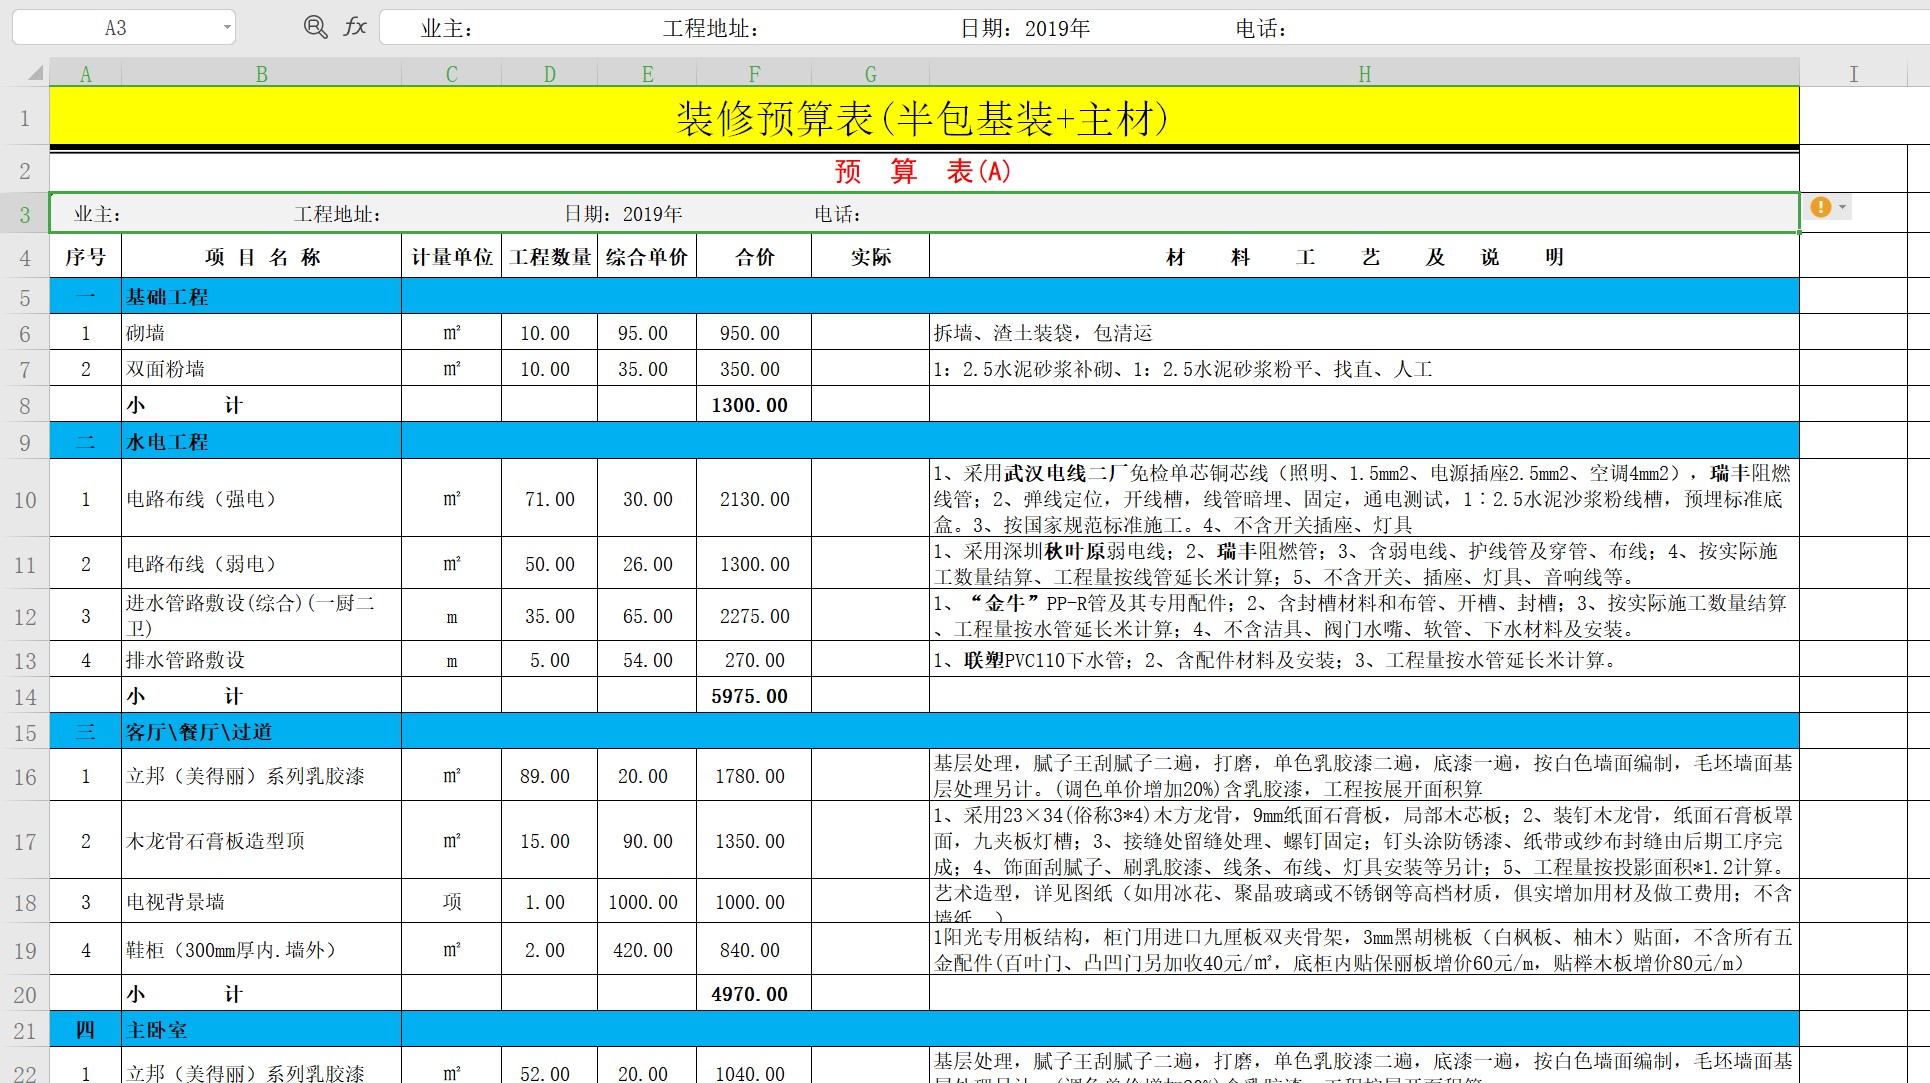 A3 fx 业主： 工程地址： 日期：2019年 电话：
A B C D E F G H I
1 装修预算表(半包基装+主材)
2 预 算 表(A)
3 业主： 工程地址： 日期：2019年 电话：
4 序号 项 目 名 称 计量单位 工程数量 综合单价 合价 实际 材 料 工 艺 及 说 明
5 一 基础工程
6 1 砌墙 ㎡ 10.00 95.00 950.00 拆墙、渣土装袋，包清运
7 2 双面粉墙 ㎡ 10.00 35.00 350.00 1：2.5水泥砂浆补砌、1：2.5水泥砂浆粉平、找直、人工
8 小 计 1300.00
9 二 水电工程
10 1 电路布线（强电） ㎡ 71.00 30.00 2130.00 1、采用武汉电线二厂免检单芯铜芯线（照明、1.5mm2、电源插座2.5mm2、空调4mm2），瑞丰阻燃
线管；2、弹线定位，开线槽，线管暗埋、固定，通电测试，1：2.5水泥沙浆粉线槽，预埋标准底
盒。3、按国家规范标准施工。4、不含开关插座、灯具
11 2 电路布线（弱电） ㎡ 50.00 26.00 1300.00 1、采用深圳秋叶原弱电线；2、瑞丰阻燃管；3、含弱电线、护线管及穿管、布线；4、按实际施
工数量结算、工程量按线管延长米计算；5、不含开关、插座、灯具、音响线等。
12 3 进水管路敷设(综合)(一厨二
卫) m 35.00 65.00 2275.00 1、“金牛”PP-R管及其专用配件；2、含封槽材料和布管、开槽、封槽；3、按实际施工数量结算
、工程量按水管延长米计算；4、不含洁具、阀门水嘴、软管、下水材料及安装。
13 4 排水管路敷设 m 5.00 54.00 270.00 1、联塑PVC110下水管；2、含配件材料及安装；3、工程量按水管延长米计算。
14 小 计 5975.00
15 三 客厅\餐厅\过道
16 1 立邦（美得丽）系列乳胶漆 ㎡ 89.00 20.00 1780.00 基层处理，腻子王刮腻子二遍，打磨，单色乳胶漆二遍，底漆一遍，按白色墙面编制，毛坯墙面基
层处理另计。(调色单价增加20%)含乳胶漆，工程按展开面积算
17 2 木龙骨石膏板造型顶 ㎡ 15.00 90.00 1350.00 1、采用23×34(俗称3*4)木方龙骨，9mm纸面石膏板，局部木芯板；2、装钉木龙骨，纸面石膏板罩
面，九夹板灯槽；3、接缝处留缝处理、螺钉固定；钉头涂防锈漆、纸带或纱布封缝由后期工序完
成；4、饰面刮腻子、刷乳胶漆、线条、布线、灯具安装等另计；5、工程量按投影面积*1.2计算。
18 3 电视背景墙 项 1.00 1000.00 1000.00 艺术造型，详见图纸（如用冰花、聚晶玻璃或不锈钢等高档材质，俱实增加用材及做工费用；不含
墙纸。）
19 4 鞋柜（300mm厚内.墙外） ㎡ 2.00 420.00 840.00 1阳光专用板结构，柜门用进口九厘板双夹骨架，3mm黑胡桃板（白枫板、柚木）贴面，不含所有五
金配件(百叶门、凸凹门另加收40元/㎡，底柜内贴保丽板增价60元/m，贴榉木板增价80元/m）
20 小 计 4970.00
21 四 主卧室
22 1 立邦（美得丽）系列乳胶漆 ㎡ 52.00 20.00 1040.00 基层处理，腻子王刮腻子二遍，打磨，单色乳胶漆二遍，底漆一遍，按白色墙面编制，毛坯墙面基